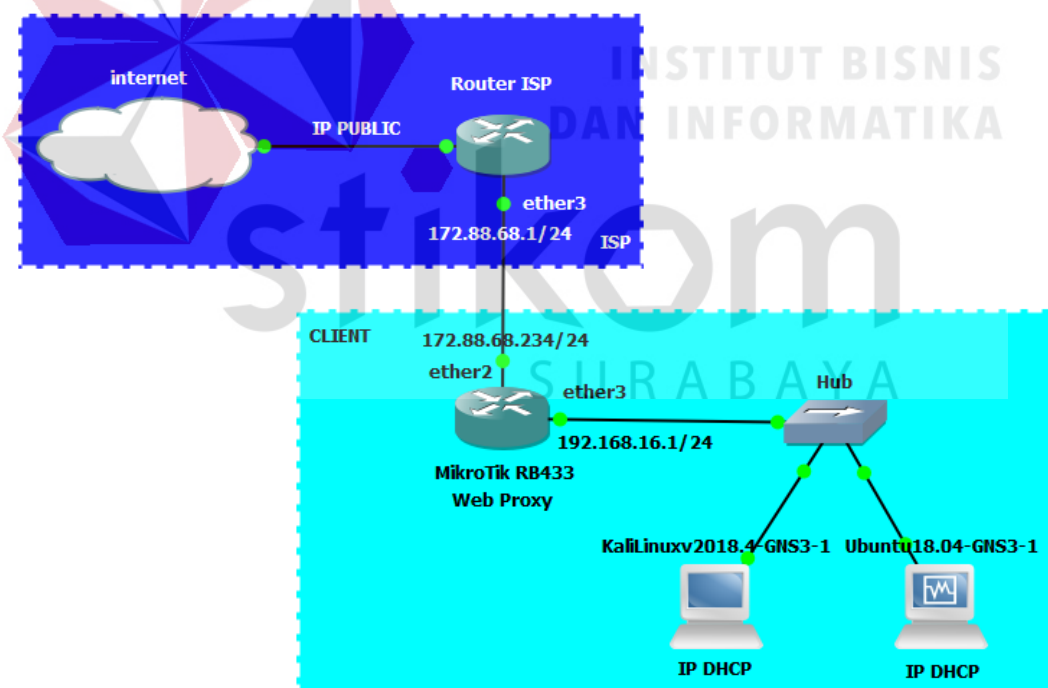 INSTITUT BISNIS
DAN INFORMATIKA
stikom
SURABAYA
internet
Router ISP
IP PUBLIC
ether3
172.88.68.1/24
ISP
CLIENT
172.88.68.234/24
ether2
ether3
Hub
192.168.16.1/24
MikroTik RB433
Web Proxy
KaliLinuxv2018.4-GNS3-1
Ubuntu18.04-GNS3-1
IP DHCP
IP DHCP